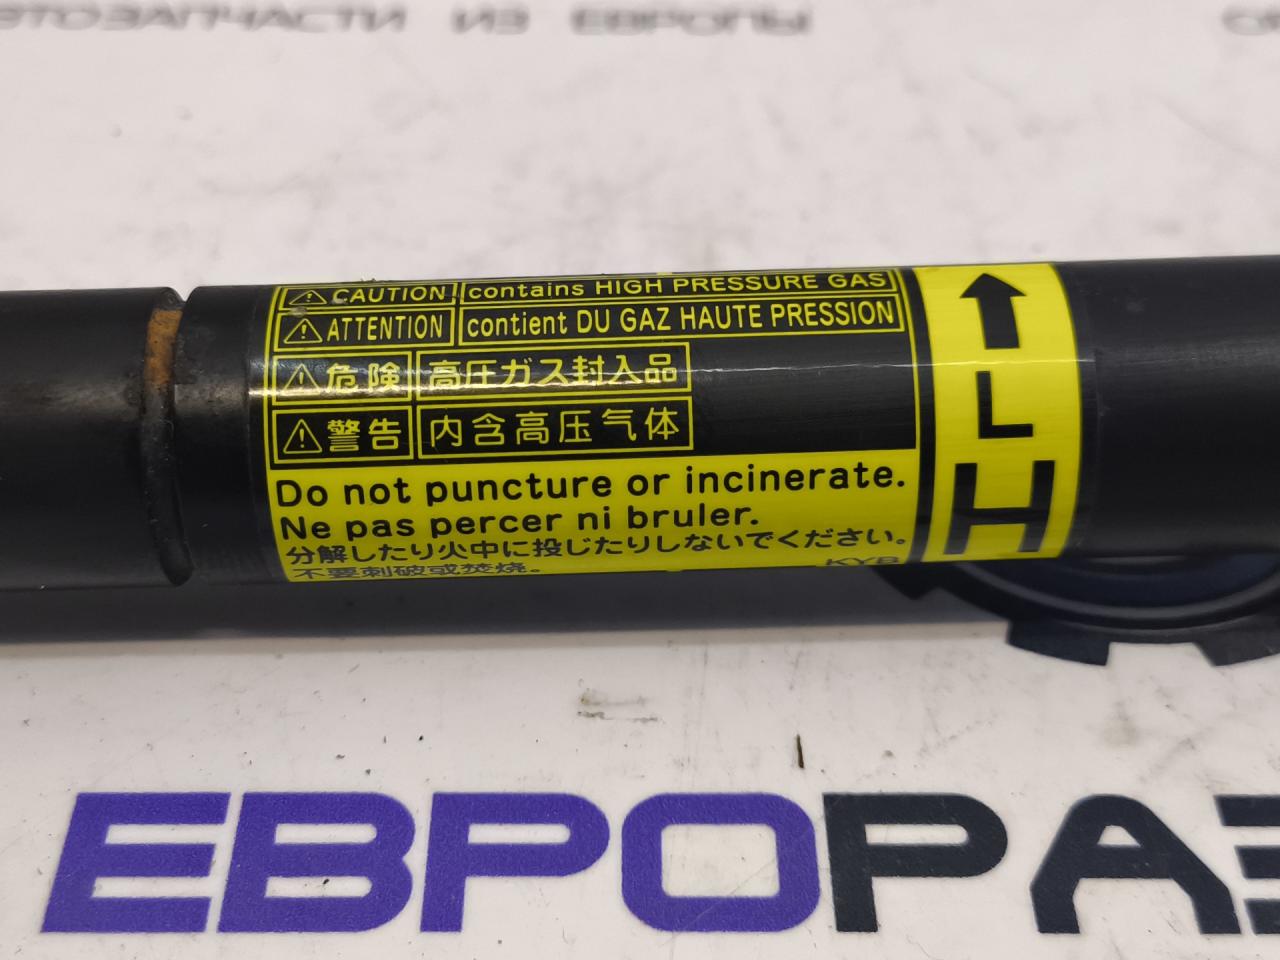 АВТОЗАПЧАСТИ ИЗ ЕВРОПЫ
CAUTION contains HIGH PRESSURE GAS
ATTENTION contient DU GAZ HAUTE PRESSION
危険 高圧ガス封入品
警告 内含高压气体
Do not puncture or incinerate.
Ne pas percer ni bruler.
分解したり火中に投じたりしないでください。
不要刺破或焚烧。 KYB
LH
ЕВРОРАЗ